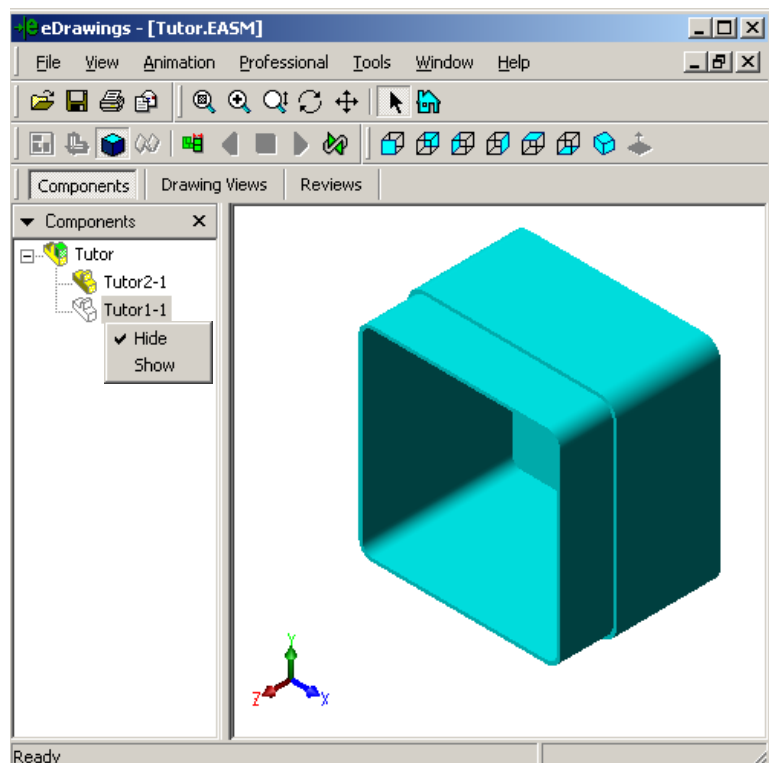 eDrawings - [Tutor.EASM]
File View Animation Professional Tools Window Help
Components Drawing Views Reviews
Components
Tutor
Tutor2-1
Tutor1-1
Hide
Show
Y
Z X
Ready